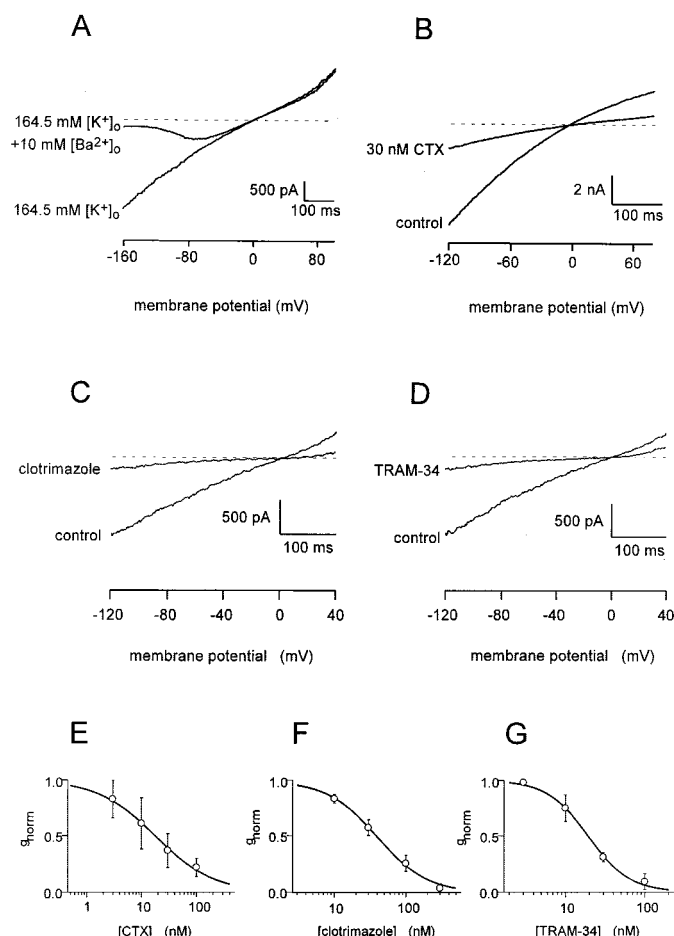 A
B
164.5 mM [K+]o
+10 mM [Ba2+]o
164.5 mM [K+]o
500 pA
100 ms
-160 -80 0 80
membrane potential (mV)
30 nM CTX
control
2 nA
100 ms
-120 -60 0 60
membrane potential (mV)
C
D
clotrimazole
control
500 pA
100 ms
-120 -80 -40 0 40
membrane potential (mV)
TRAM-34
control
500 pA
100 ms
-120 -80 -40 0 40
membrane potential (mV)
E
F
G
gnorm
1.0
0.5
0.0
1 10 100
[CTX] (nM)
gnorm
1.0
0.5
0.0
10 100
[clotrimazole] (nM)
gnorm
1.0
0.5
0.0
10 100
[TRAM-34] (nM)